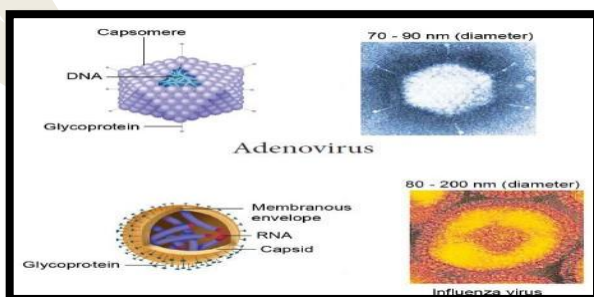 Capsomere
70 - 90 nm (diameter)
DNA
Glycoprotein
Adenovirus
80 - 200 nm (diameter)
Membranous
envelope
RNA
Capsid
Glycoprotein
Influenza virus